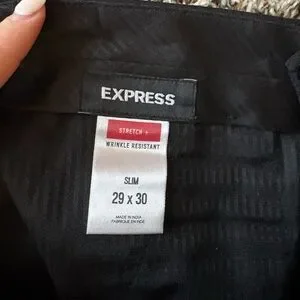 EXPRESS
STRETCH +
WRINKLE RESISTANT
SLIM
29 x 30
MADE IN INDIA
FABRIQUÉ EN INDE